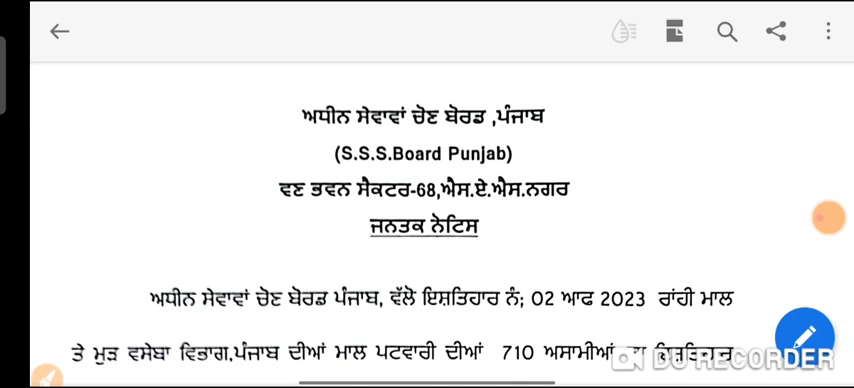 ਅਧੀਨ ਸੇਵਾਵਾਂ ਚੋਣ ਬੋਰਡ ,ਪੰਜਾਬ
(S.S.S.Board Punjab)
ਵਣ ਭਵਨ ਸੈਕਟਰ-68,ਐਸ.ਏ.ਐਸ.ਨਗਰ
ਜਨਤਕ ਨੋਟਿਸ
ਅਧੀਨ ਸੇਵਾਵਾਂ ਚੋਣ ਬੋਰਡ ਪੰਜਾਬ, ਵੱਲੋ ਇਸ਼ਤਿਹਾਰ ਨੰ; 02 ਆਫ 2023 ਰਾਂਹੀ ਮਾਲ
ਤੇ ਮੁੜ ਵਸੇਬਾ ਵਿਭਾਗ,ਪੰਜਾਬ ਦੀਆਂ ਮਾਲ ਪਟਵਾਰੀ ਦੀਆਂ 710 ਅਸਾਮੀਆਂ
DU RECORDER